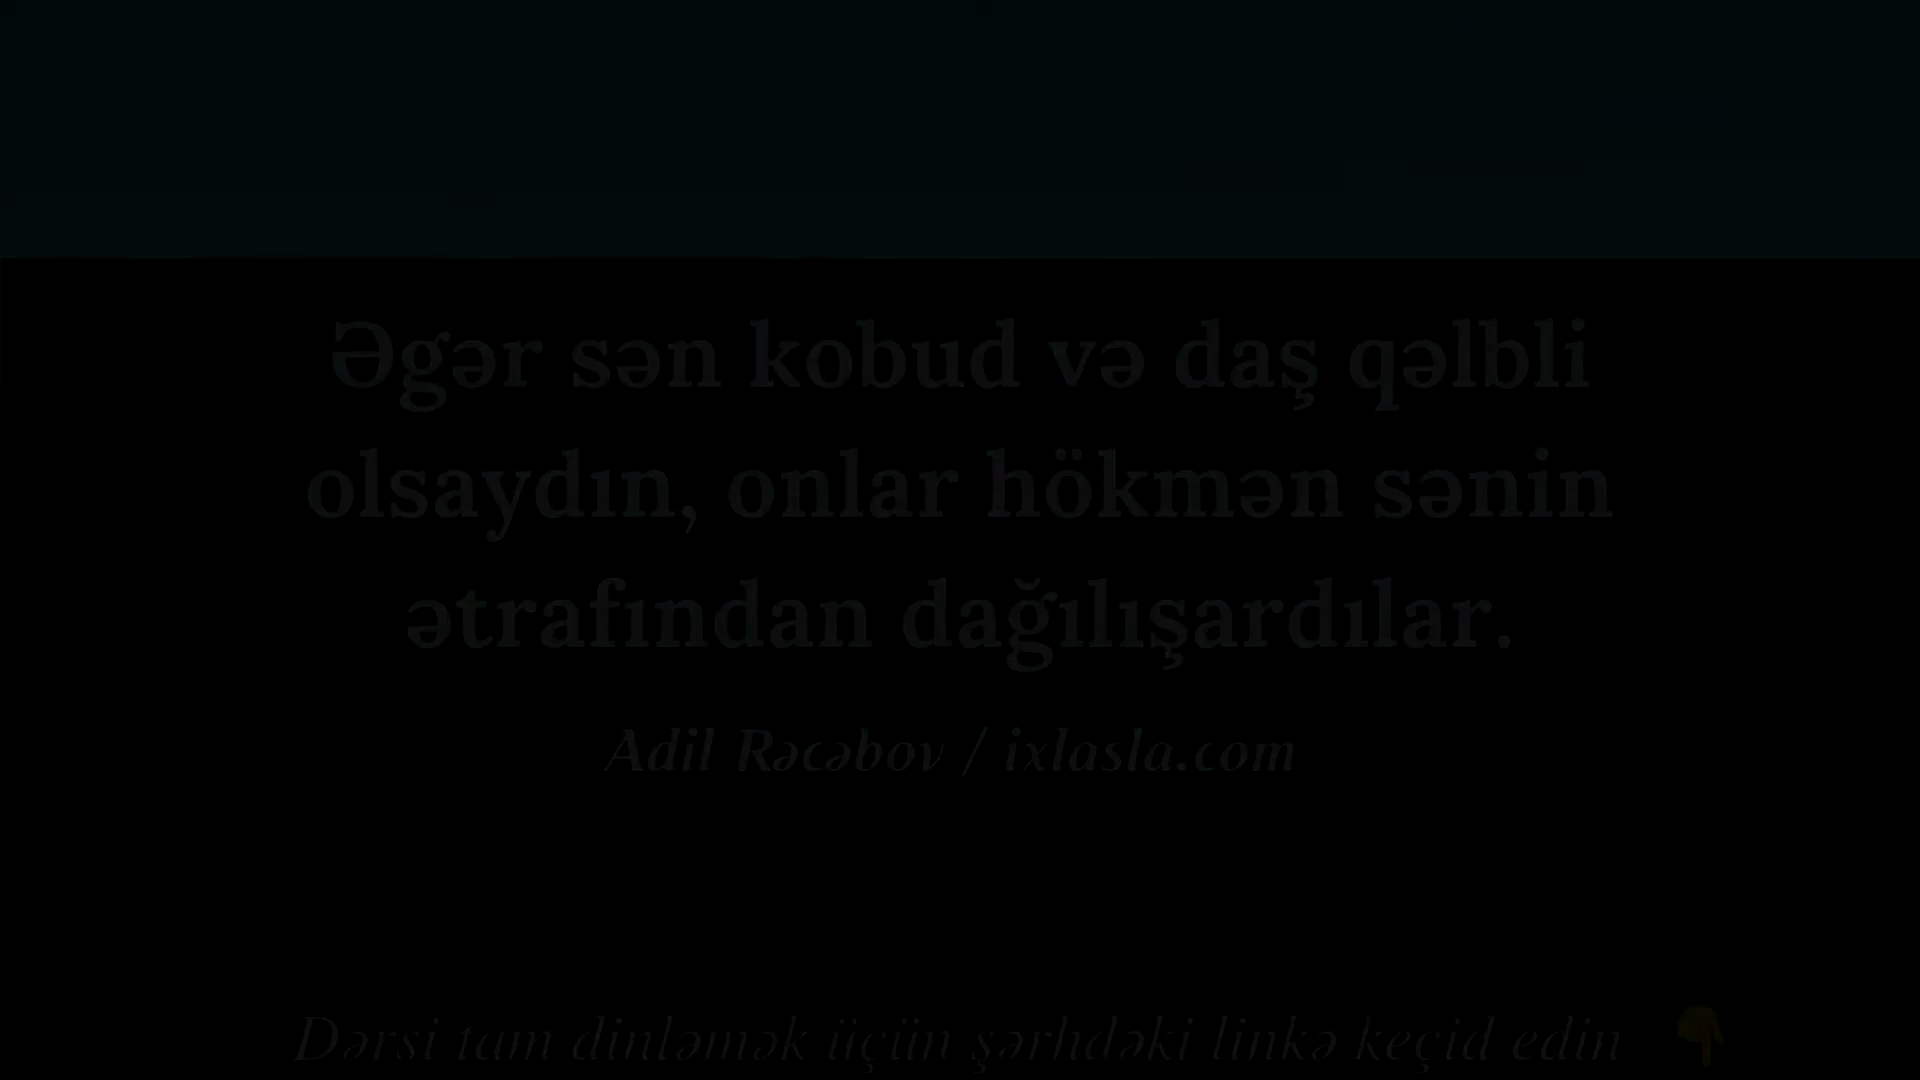 Əgər sən kobud və daş qəlbli
olsaydın, onlar hökmən sənin
ətrafından dağılışardılar.
Adil Rəcəbov / ixlasla.com
Dərsi tam dinləmək üçün şərhdəki linkə keçid edin 👇